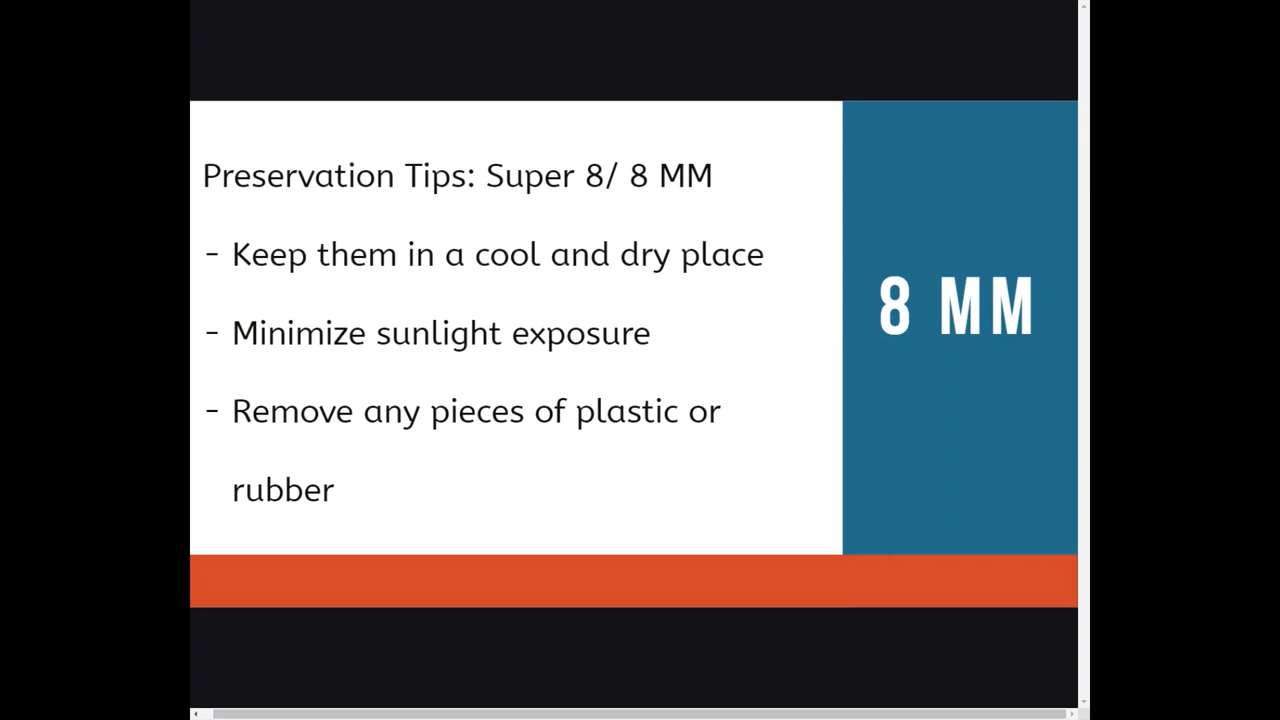 Preservation Tips: Super 8/ 8 MM
- Keep them in a cool and dry place
- Minimize sunlight exposure
- Remove any pieces of plastic or
rubber
8 MM